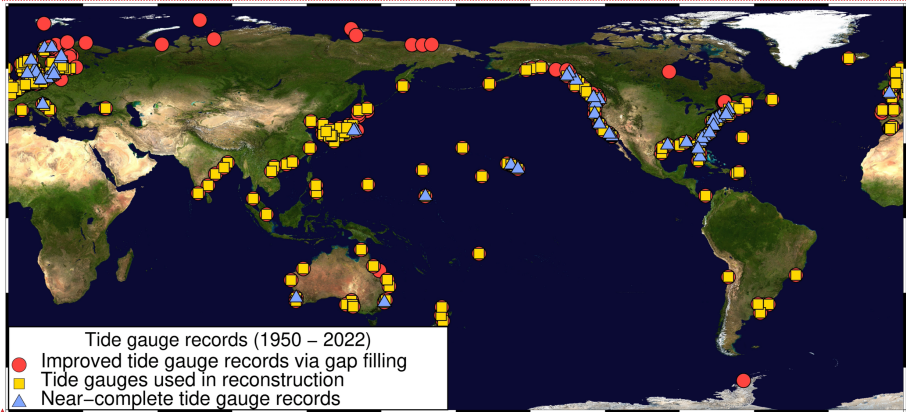 Tide gauge records (1950 − 2022)
Improved tide gauge records via gap filling
Tide gauges used in reconstruction
Near−complete tide gauge records